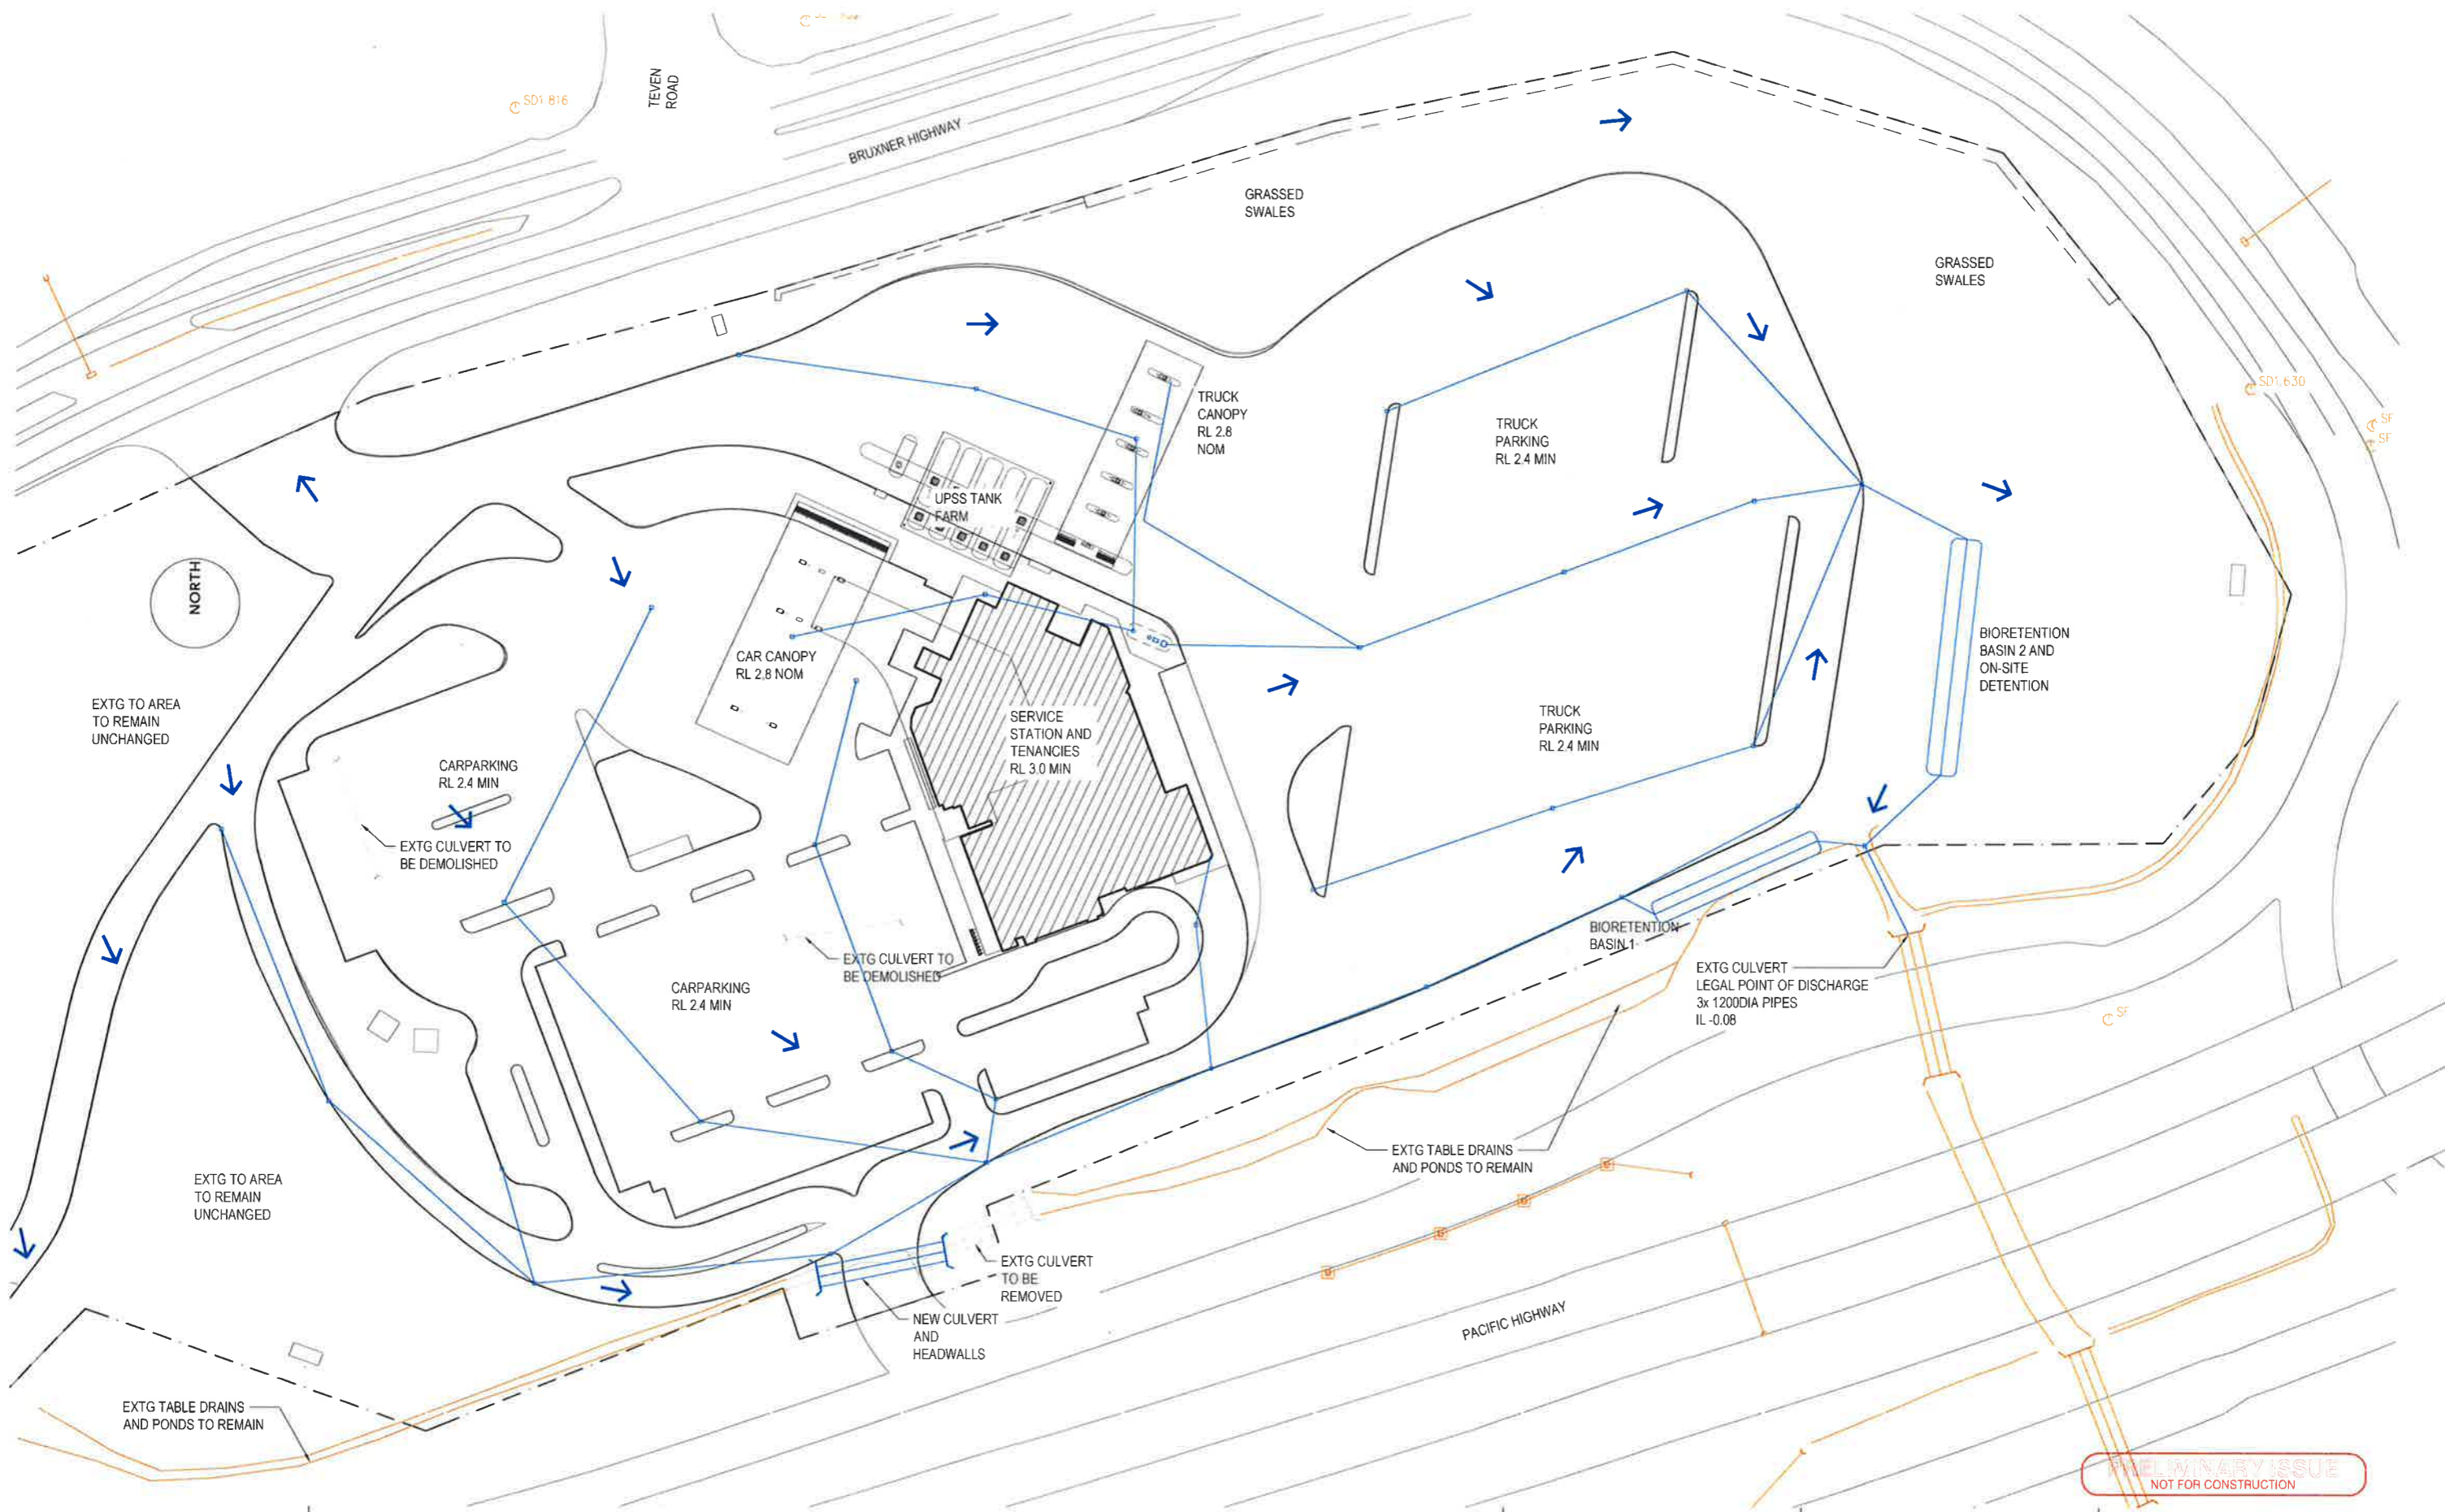 SD1 816
TEVEN
ROAD
BRUXNER HIGHWAY
GRASSED
SWALES
GRASSED
SWALES
SD1,630
SF
SF
TRUCK
CANOPY
RL 2.8
NOM
TRUCK
PARKING
RL 2.4 MIN
UPSS TANK
FARM
NORTH
CAR CANOPY
RL 2.8 NOM
BIORETENTION
BASIN 2 AND
ON-SITE
DETENTION
EXTG TO AREA
TO REMAIN
UNCHANGED
SERVICE
STATION AND
TENANCIES
RL 3.0 MIN
TRUCK
PARKING
RL 2.4 MIN
CARPARKING
RL 2.4 MIN
EXTG CULVERT TO
BE DEMOLISHED
BIORETENTION
BASIN 1
EXTG CULVERT TO
BE DEMOLISHED
EXTG CULVERT
LEGAL POINT OF DISCHARGE
3x 1200DIA PIPES
IL -0.08
CARPARKING
RL 2.4 MIN
SF
EXTG TABLE DRAINS
AND PONDS TO REMAIN
EXTG TO AREA
TO REMAIN
UNCHANGED
EXTG CULVERT
TO BE
REMOVED
NEW CULVERT
AND
HEADWALLS
PACIFIC HIGHWAY
EXTG TABLE DRAINS
AND PONDS TO REMAIN
PRELIMINARY ISSUE
NOT FOR CONSTRUCTION